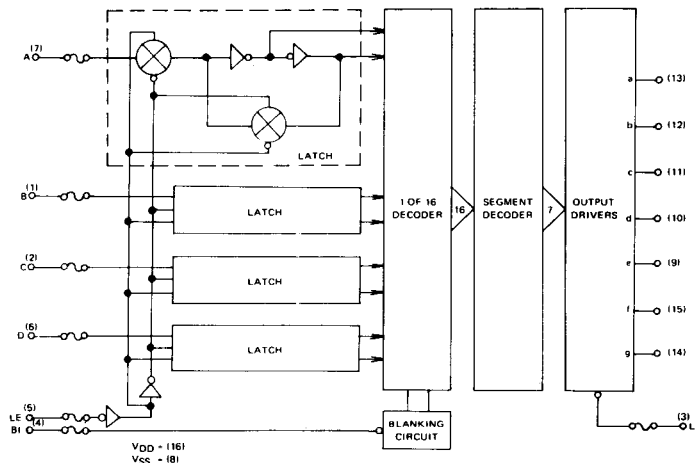 A (7)
LATCH
B (1)
LATCH
C (2)
LATCH
D (6)
LATCH
LE (5)
BI (4)
VDD = (16)
VSS = (8)
1 OF 16
DECODER
BLANKING
CIRCUIT
16
SEGMENT
DECODER
7
OUTPUT
DRIVERS
a (13)
b (12)
c (11)
d (10)
e (9)
f (15)
g (14)
(3)